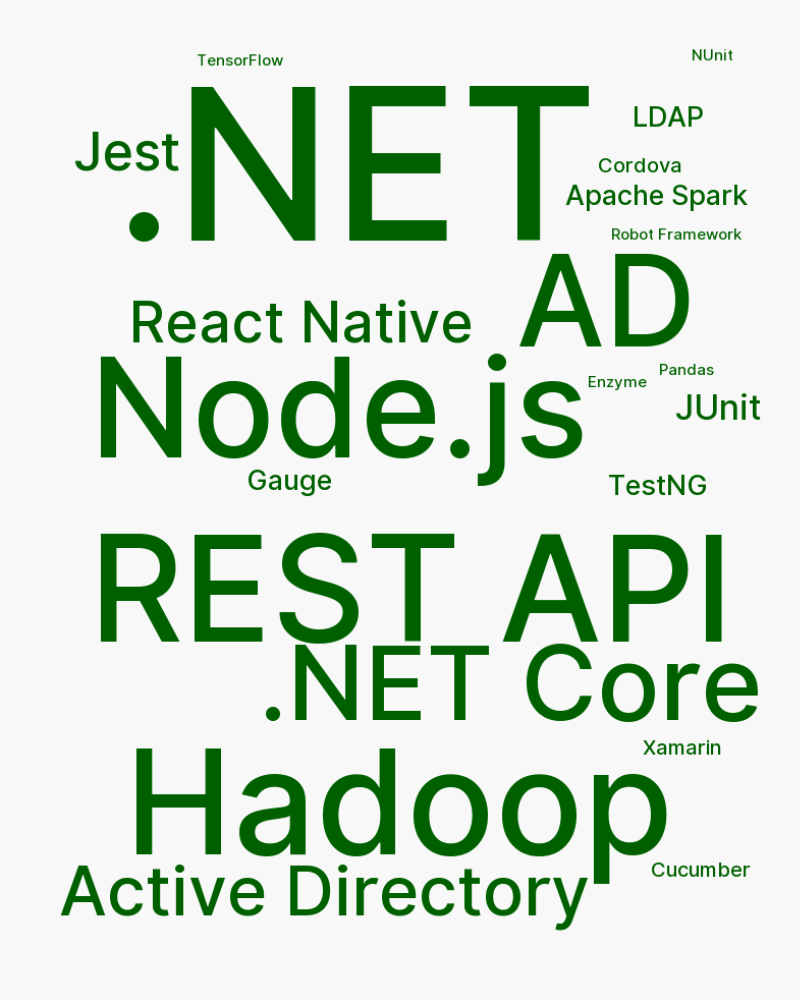 NUnit
TensorFlow
.NET
LDAP
Jest
Cordova
Apache Spark
Robot Framework
AD
React Native
Node.js
Pandas
Enzyme
JUnit
Gauge
TestNG
REST API
.NET Core
Xamarin
Hadoop
Cucumber
Active Directory